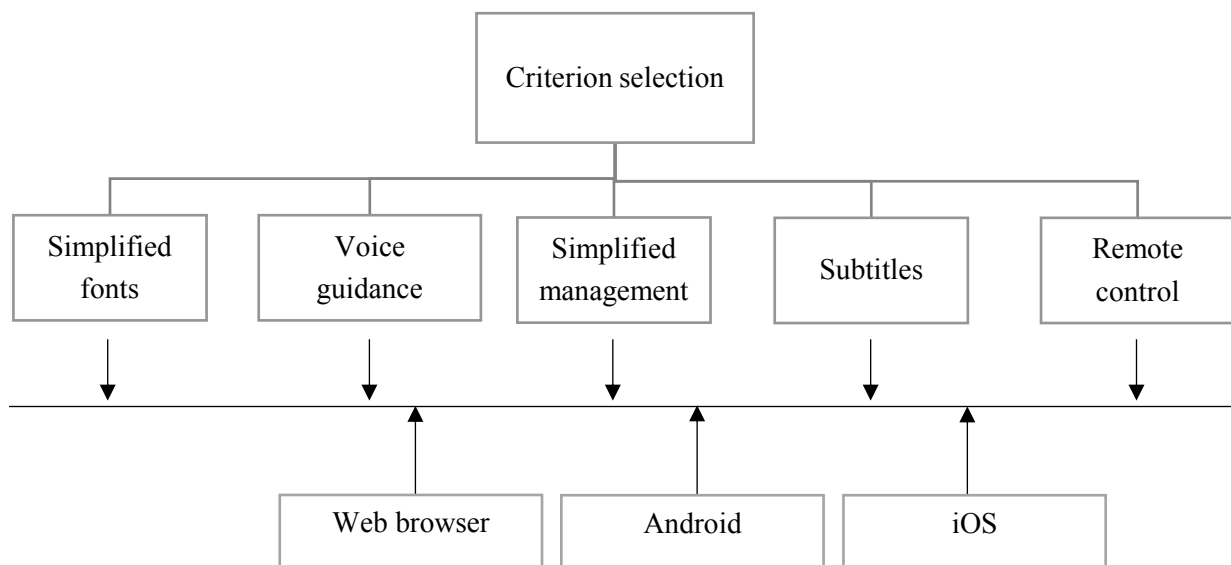 Criterion selection
Simplified
fonts
Voice
guidance
Simplified
management
Subtitles
Remote
control
Web browser
Android
iOS